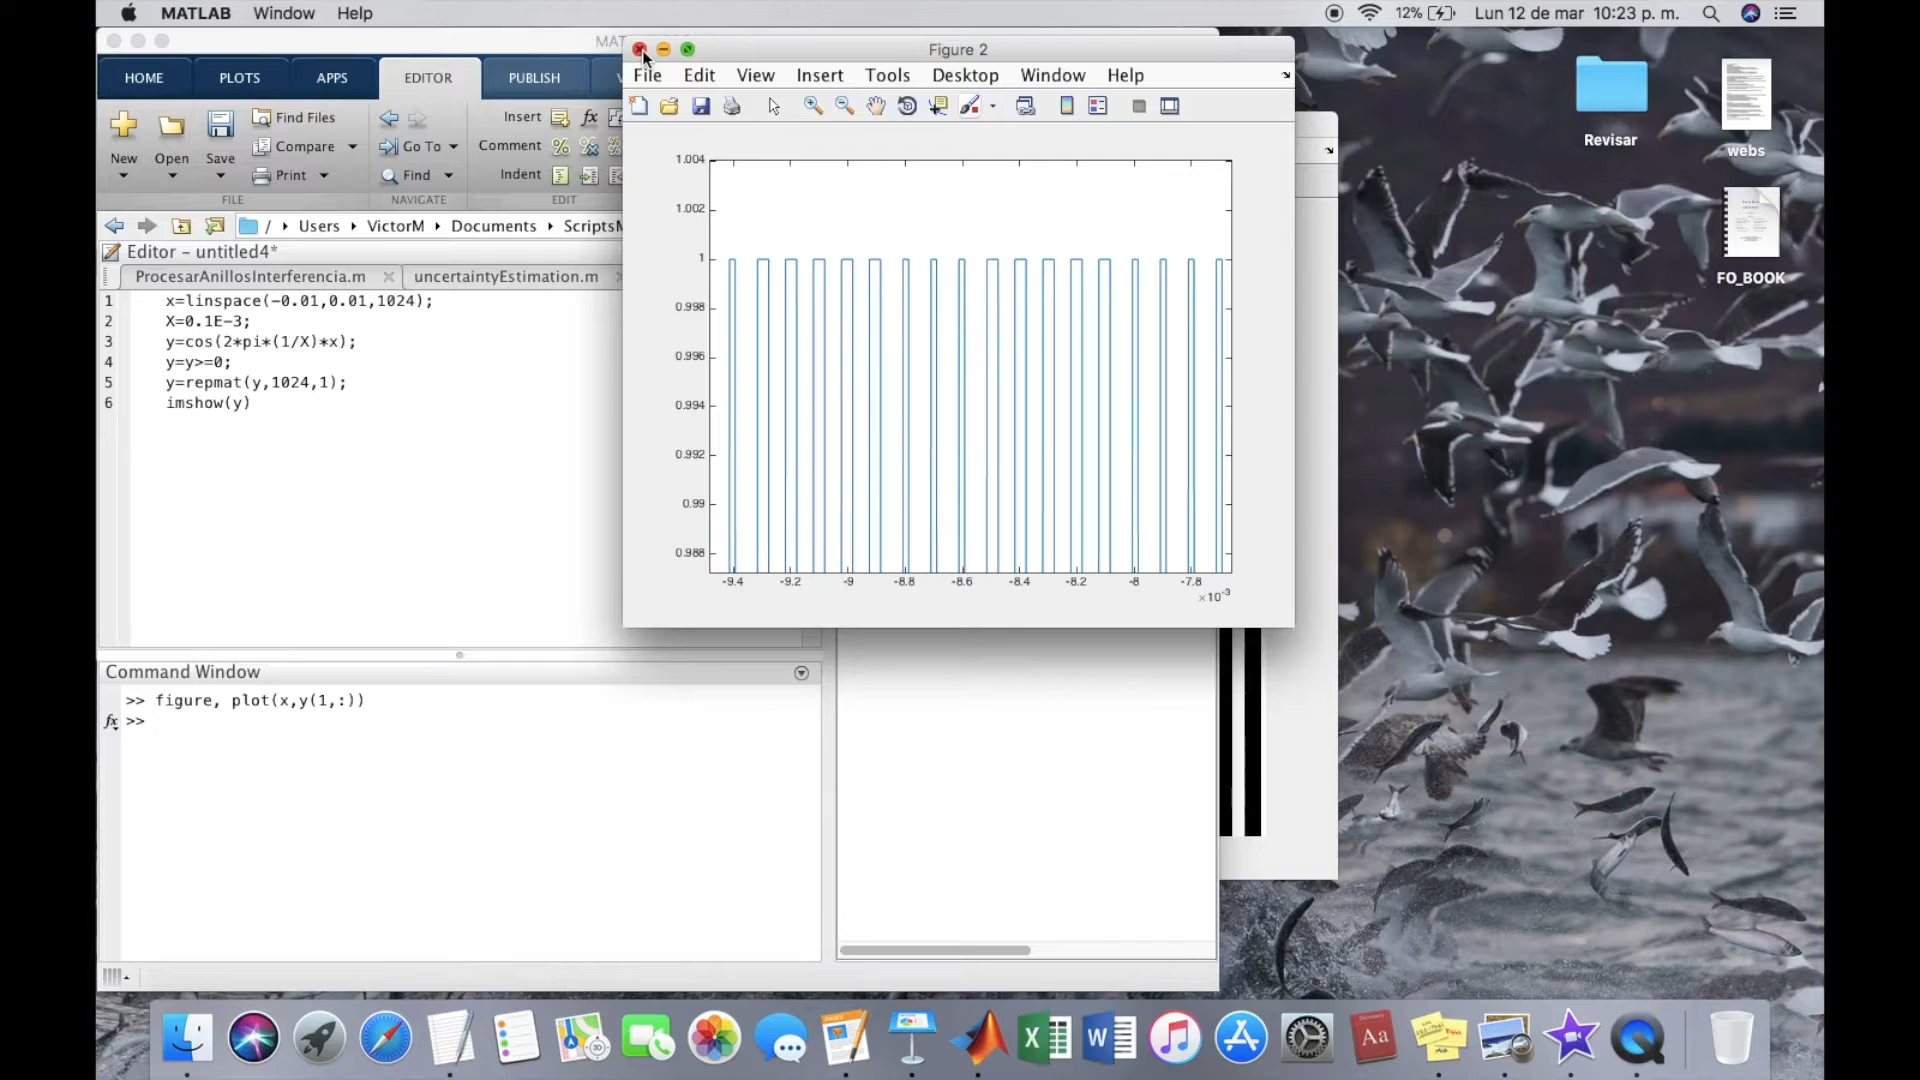 MATLAB Window Help
12% Lun 12 de mar 10:23 p. m.
MAT
Figure 2
HOME PLOTS APPS EDITOR PUBLISH V
File Edit View Insert Tools Desktop Window Help
New
Open
Save
Find Files
Compare
Print
FILE
Go To
Find
NAVIGATE
Insert fx
Comment %
Indent
EDIT
/ Users VictorM Documents ScriptsM
Editor - untitled4*
ProcesarAnillosInterferencia.m uncertaintyEstimation.m
1 x=linspace(-0.01,0.01,1024);
2 X=0.1E-3;
3 y=cos(2*pi*(1/X)*x);
4 y=y>=0;
5 y=repmat(y,1024,1);
6 imshow(y)
1.004
1.002
1
0.998
0.996
0.994
0.992
0.99
0.988
-9.4 -9.2 -9 -8.8 -8.6 -8.4 -8.2 -8 -7.8
×10-3
Command Window
>> figure, plot(x,y(1,:))
fx >>
Revisar
webs
FO_BOOK
Aa